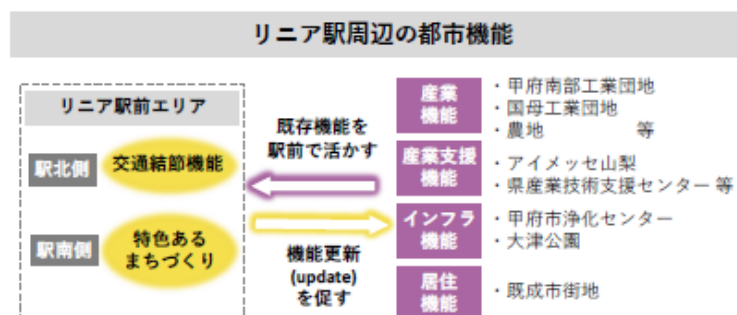 リニア駅周辺の都市機能
リニア駅前エリア
駅北側
交通結節機能
駅南側
特色ある
まちづくり
既存機能を
駅前で活かす
機能更新
(update)
を促す
産業
機能
・甲府南部工業団地
・国母工業団地
・農地 等
産業支援
機能
・アイメッセ山梨
・県産業技術支援センター 等
インフラ
機能
・甲府市浄化センター
・大津公園
居住
機能
・既成市街地